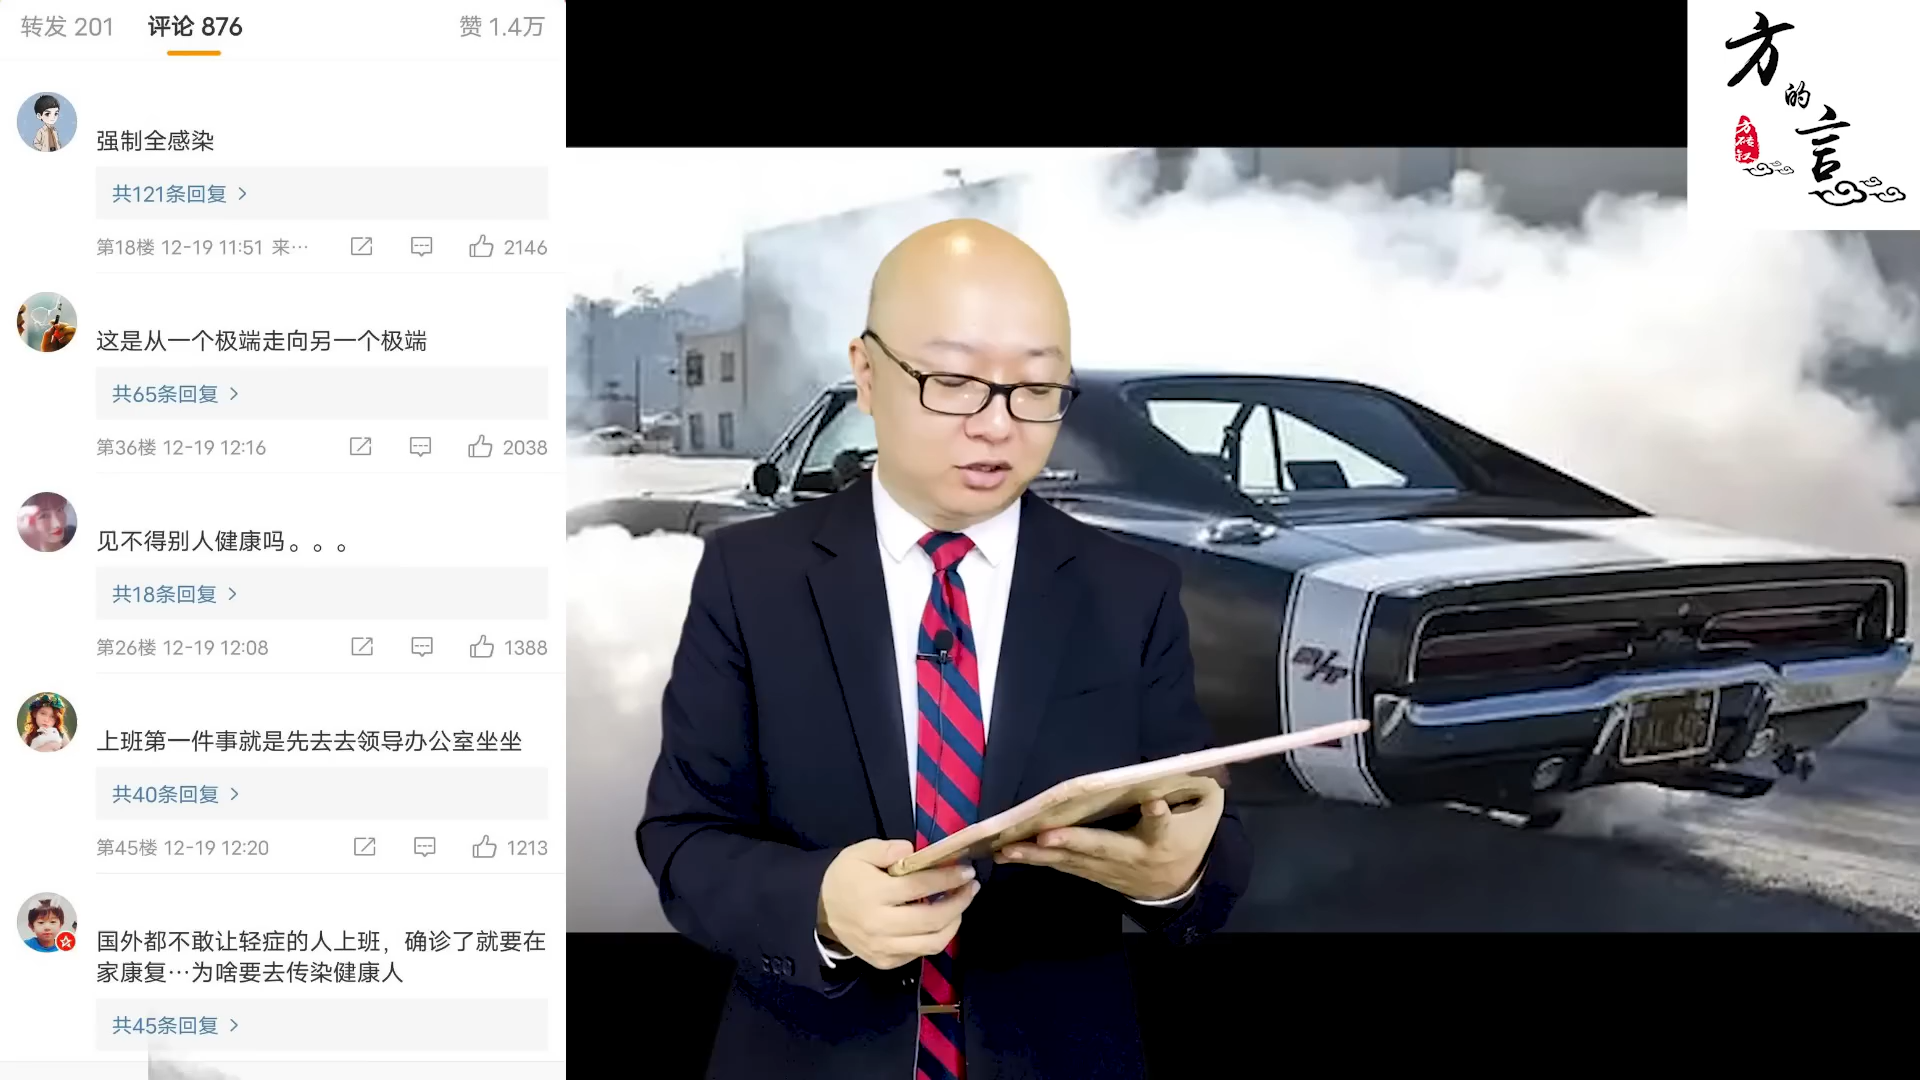 转发 201
评论 876
赞 1.4万
强制全感染
共121条回复 >
第18楼 12-19 11:51 来…
2146
这是从一个极端走向另一个极端
共65条回复 >
第36楼 12-19 12:16
2038
见不得别人健康吗。。。
共18条回复 >
第26楼 12-19 12:08
1388
上班第一件事就是先去去领导办公室坐坐
共40条回复 >
第45楼 12-19 12:20
1213
国外都不敢让轻症的人上班，确诊了就要在
家康复…为啥要去传染健康人
共45条回复 >
方的言
方砖叔
R/T